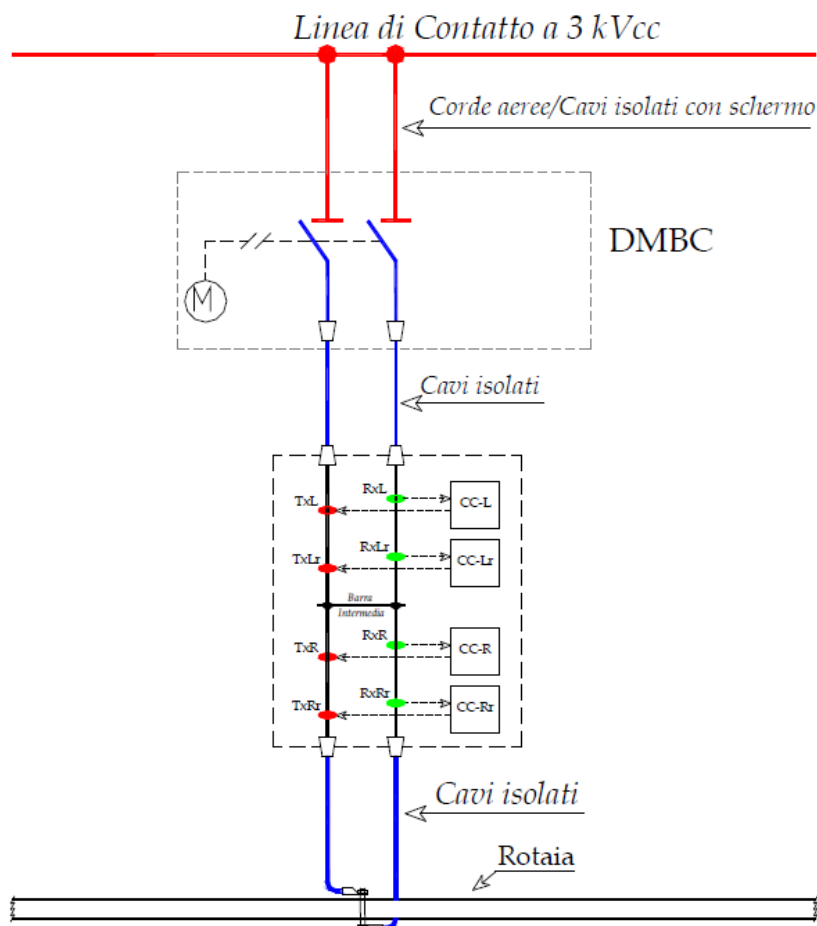 Linea di Contatto a 3 kVcc
Corde aeree/Cavi isolati con schermo
DMBC
M
Cavi isolati
RxL
TxL
CC-L
RxLr
TxLr
CC-Lr
Barra
Intermedia
RxR
TxR
CC-R
RxRr
TxRr
CC-Rr
Cavi isolati
Rotaia